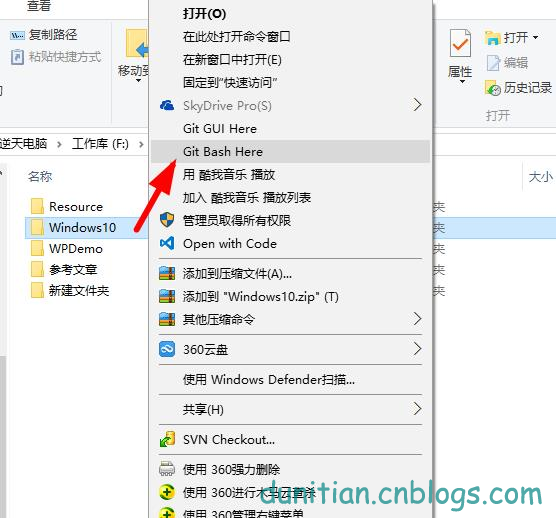 查看
复制路径
粘贴快捷方式
移动到
属性
打开
编辑
历史记录
打开
逆天电脑 > 工作库 (F:) >
名称
大小
Resource
Windows10
WPDemo
参考文章
新建文件夹
夹
夹
夹
夹
夹
打开(O)
在此处打开命令窗口
在新窗口中打开(E)
固定到"快速访问"
SkyDrive Pro(S)
Git GUI Here
Git Bash Here
用 酷我音乐 播放
加入 酷我音乐 播放列表
管理员取得所有权限
Open with Code
添加到压缩文件(A)...
添加到 "Windows10.zip" (T)
其他压缩命令
360云盘
使用 Windows Defender扫描...
共享(H)
SVN Checkout...
使用 360强力删除
使用 360进行木马云查杀
使用 360管理右键菜单
danitian.cnblogs.com